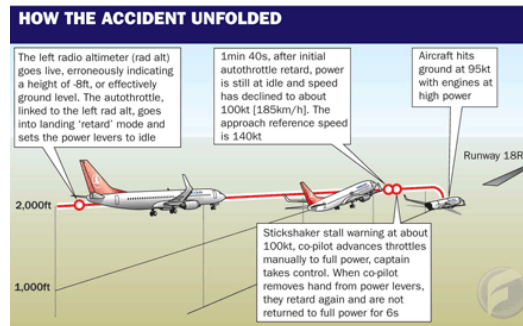 HOW THE ACCIDENT UNFOLDED
The left radio altimeter (rad alt)
goes live, erroneously indicating
a height of -8ft, or effectively
ground level. The autothrottle,
linked to the left rad alt, goes
into landing ‘retard’ mode and
sets the power levers to idle
1min 40s, after initial
autothrottle retard, power
is still at idle and speed
has declined to about
100kt [185km/h]. The
approach reference speed
is 140kt
Aircraft hits
ground at 95kt
with engines at
high power
Runway 18R
2,000ft
Stickshaker stall warning at about
100kt, co-pilot advances throttles
manually to full power, captain
takes control. When co-pilot
removes hand from power levers,
they retard again and are not
returned to full power for 6s
1,000ft